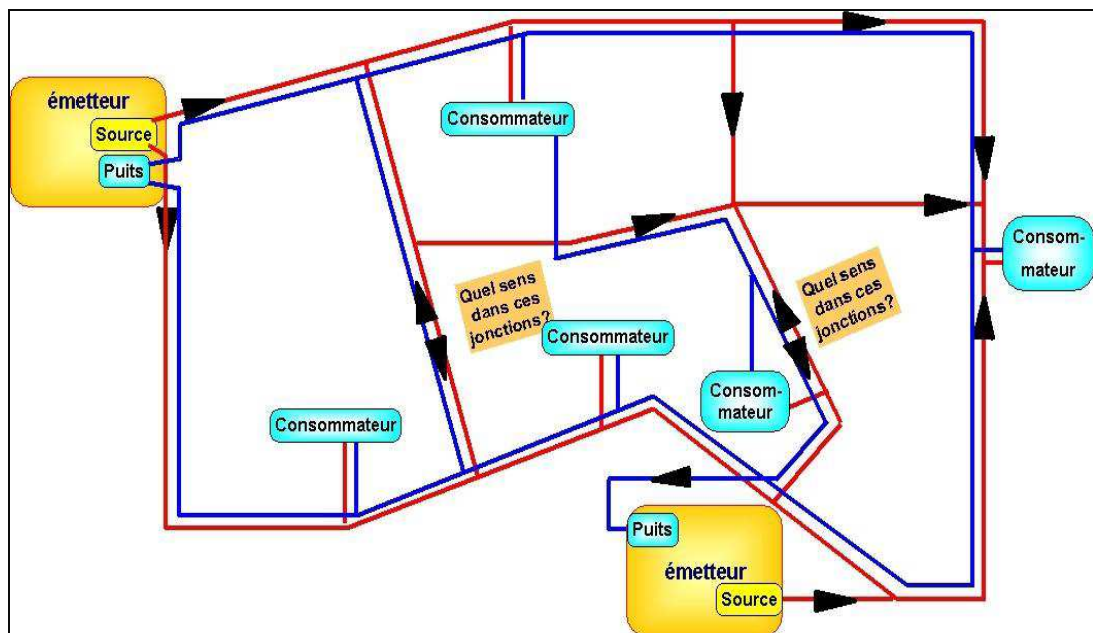 émetteur
Source
Puits
Consommateur
Consom-
mateur
Quel sens
dans ces
jonctions?
Quel sens
dans ces
jonctions?
Consommateur
Consom-
mateur
Consommateur
Puits
émetteur
Source